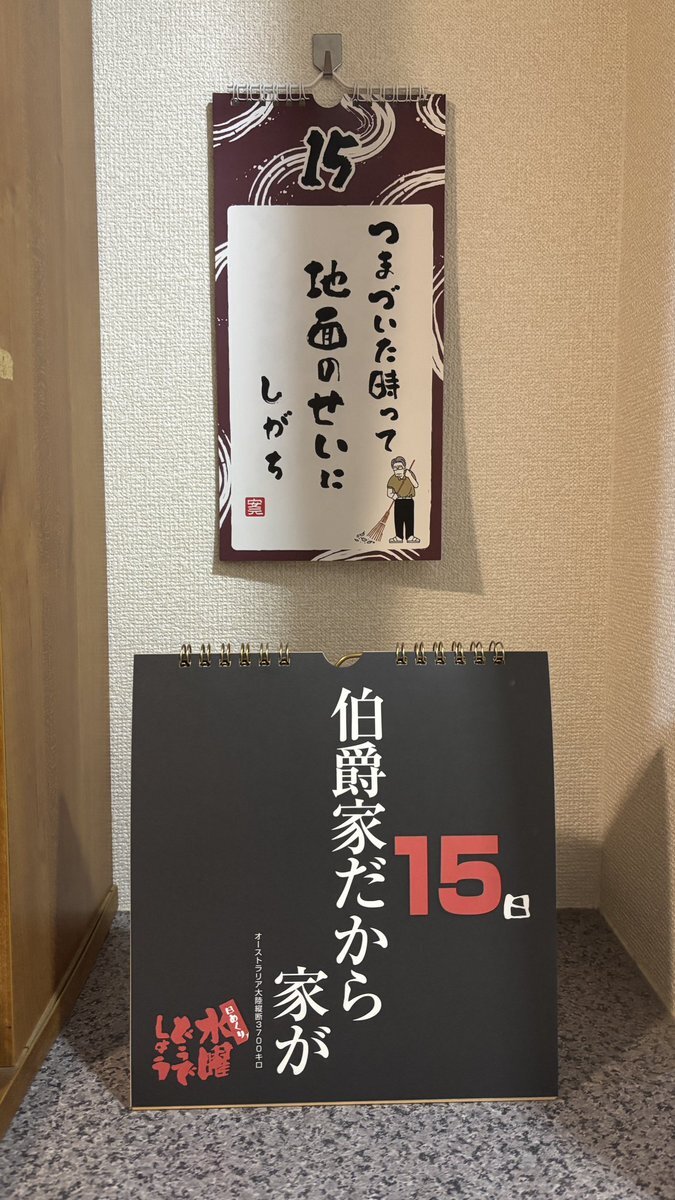 15
つまづいた時って
地面のせいに
しがち
15日
伯爵家だから
家が
オーストラリア大陸縦断3700キロ
日めくり
水曜
どうで
しょう